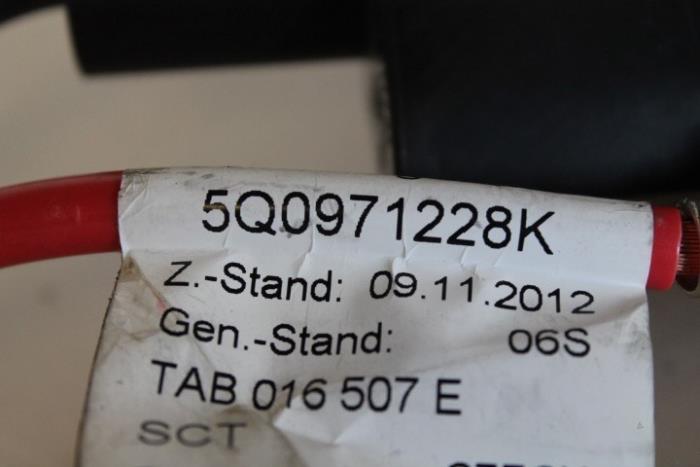 5Q0971228K
Z.-Stand: 09.11.2012
Gen.-Stand: 06S
TAB 016 507 E
SCT